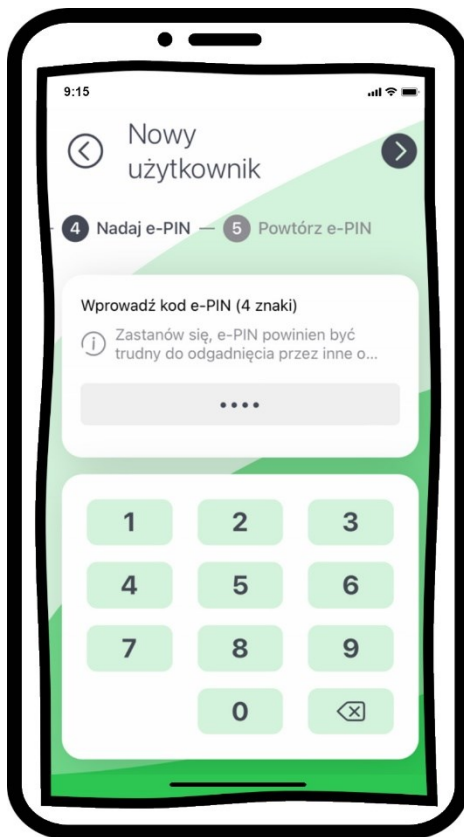 9:15
Nowy
użytkownik
4 Nadaj e-PIN — 5 Powtórz e-PIN
Wprowadź kod e-PIN (4 znaki)
Zastanów się, e-PIN powinien być
trudny do odgadnięcia przez inne o...
••••
1 2 3
4 5 6
7 8 9
0